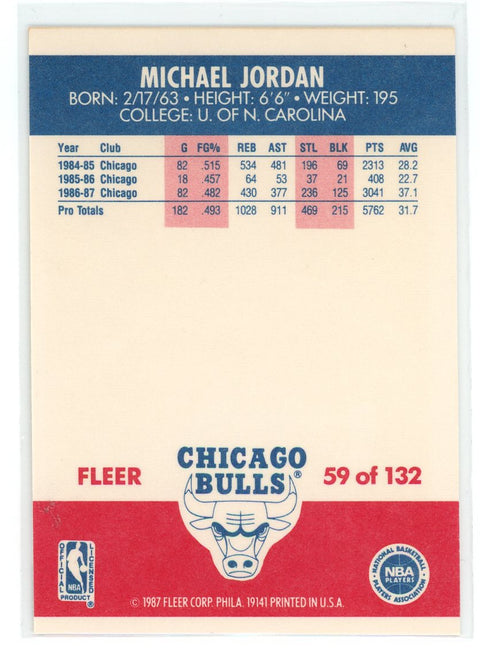 MICHAEL JORDAN
BORN: 2/17/63 • HEIGHT: 6'6" • WEIGHT: 195
COLLEGE: U. OF N. CAROLINA
Year Club G FG% REB AST STL BLK PTS AVG
1984-85 Chicago 82 .515 534 481 196 69 2313 28.2
1985-86 Chicago 18 .457 64 53 37 21 408 22.7
1986-87 Chicago 82 .482 430 377 236 125 3041 37.1
Pro Totals 182 .493 1028 911 469 215 5762 31.7
CHICAGO
BULLS®
FLEER
59 of 132
OFFICIAL LICENSED
NBA
PRODUCT ®
NATIONAL BASKETBALL
NBA
PLAYERS
PLAYERS ASSOCIATION
© 1987 FLEER CORP. PHILA. 19141 PRINTED IN U.S.A.